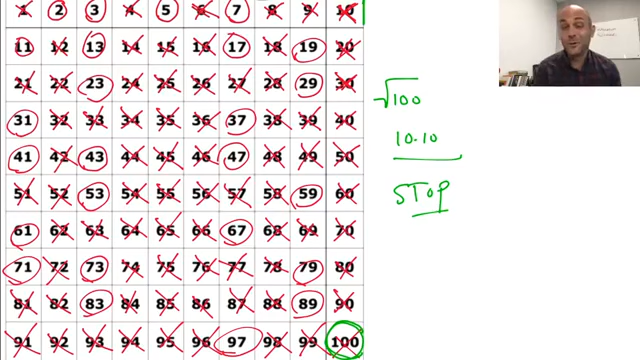 1 2 3 4 5 6 7 8 9 10
11 12 13 14 15 16 17 18 19 20
21 22 23 24 25 26 27 28 29 30
31 32 33 34 35 36 37 38 39 40
41 42 43 44 45 46 47 48 49 50
51 52 53 54 55 56 57 58 59 60
61 62 63 64 65 66 67 68 69 70
71 72 73 74 75 76 77 78 79 80
81 82 83 84 85 86 87 88 89 90
91 92 93 94 95 96 97 98 99 100
√100
10·10
STOP